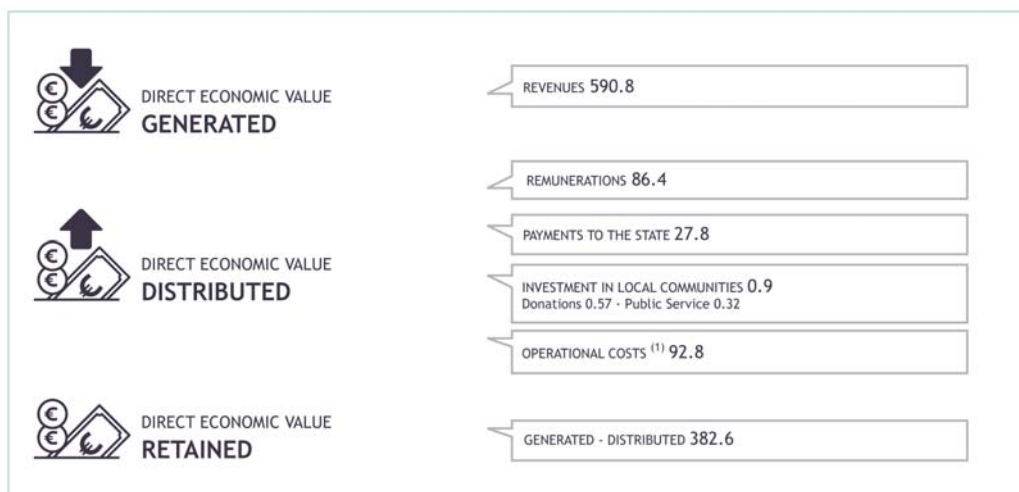 DIRECT ECONOMIC VALUE
GENERATED
REVENUES 590.8
DIRECT ECONOMIC VALUE
DISTRIBUTED
REMUNERATIONS 86.4
PAYMENTS TO THE STATE 27.8
INVESTMENT IN LOCAL COMMUNITIES 0.9
Donations 0.57 · Public Service 0.32
OPERATIONAL COSTS (1) 92.8
DIRECT ECONOMIC VALUE
RETAINED
GENERATED - DISTRIBUTED 382.6